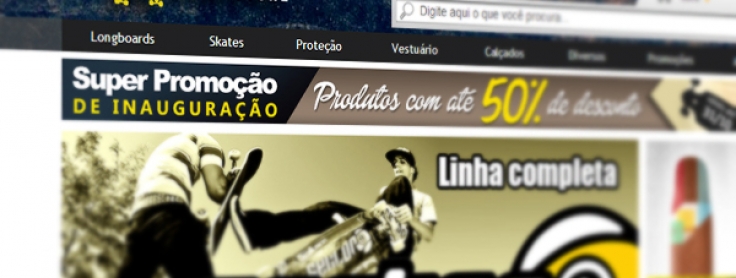 Digite aqui o que você procura...
Longboards
Skates
Proteção
Vestuário
Calçados
Diversos
Promoções
Super Promoção
DE INAUGURAÇÃO
Produtos com até 50% de desconto
Linha completa